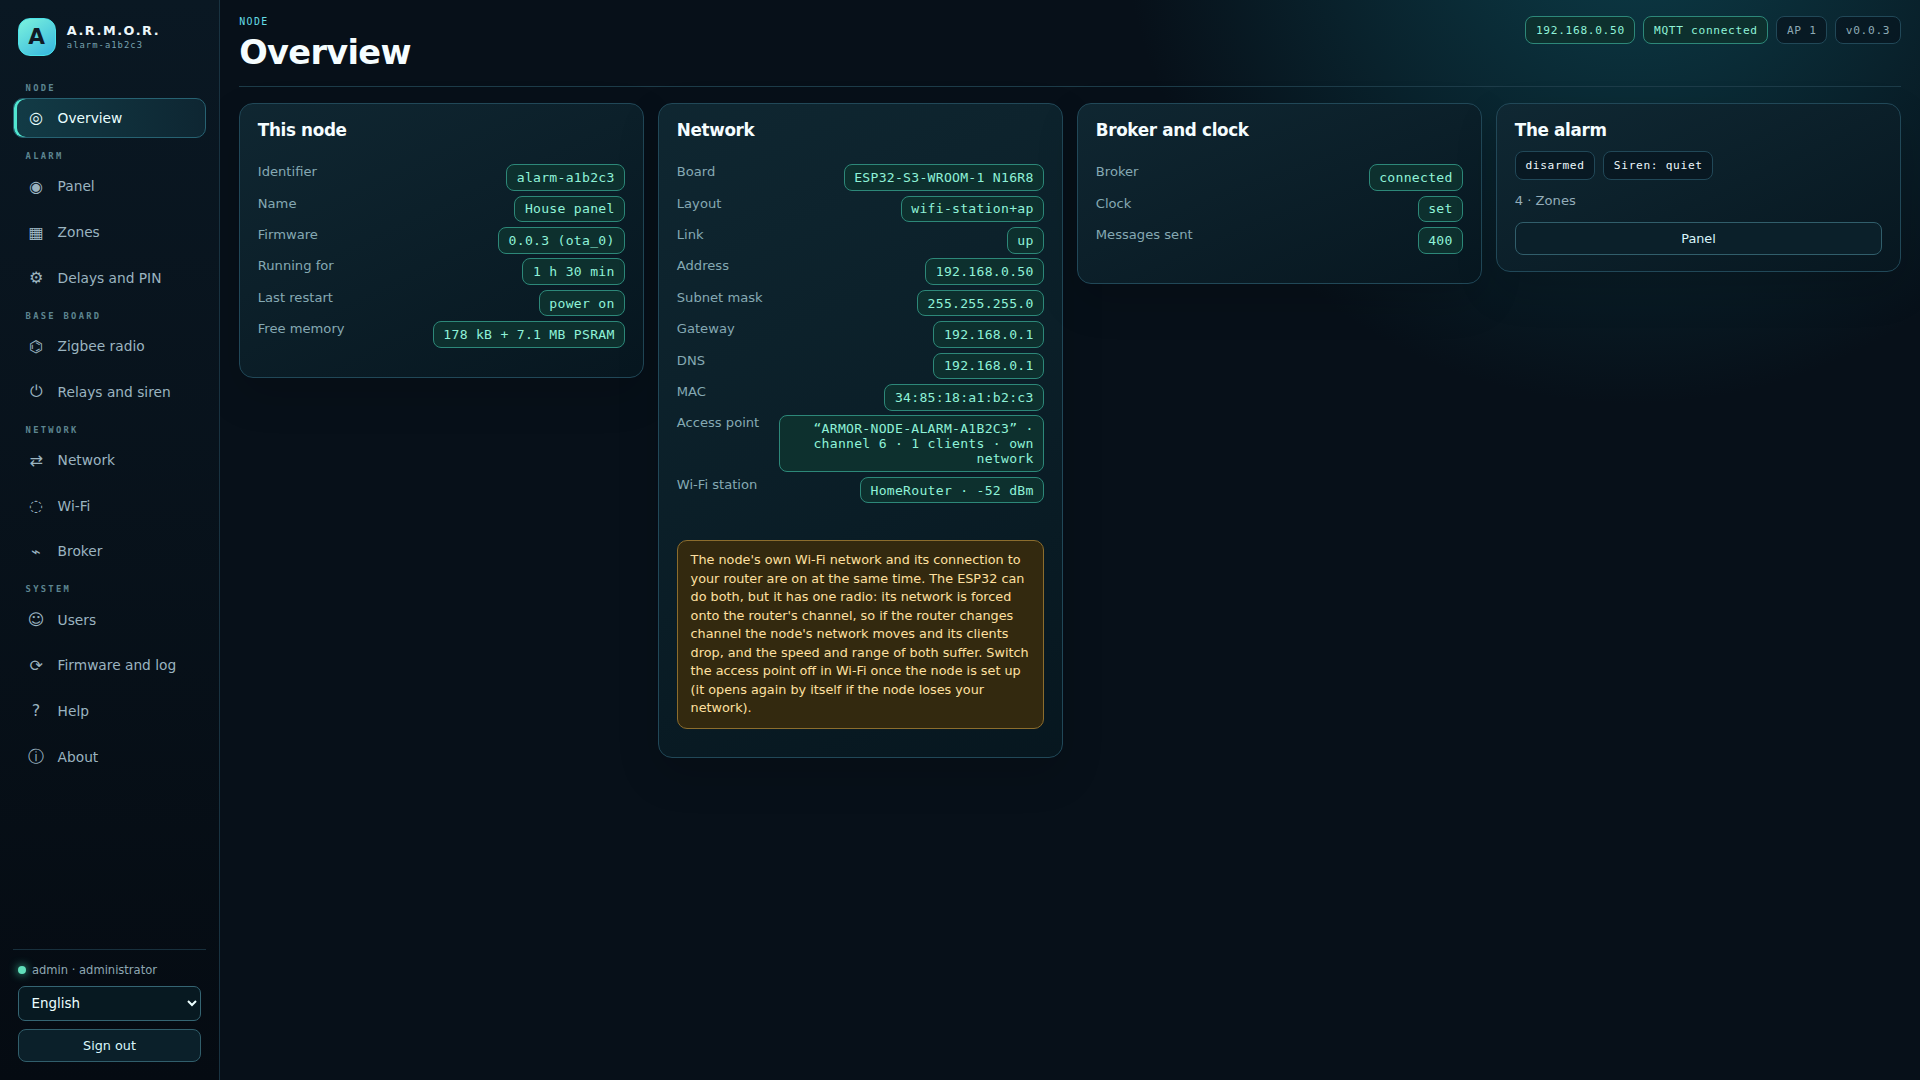 A
A.R.M.O.R.
alarm-a1b2c3
NODE
Overview
ALARM
Panel
Zones
Delays and PIN
BASE BOARD
Zigbee radio
Relays and siren
NETWORK
Network
Wi-Fi
Broker
SYSTEM
Users
Firmware and log
? Help
About
admin · administrator
English
Sign out
NODE
Overview
192.168.0.50
MQTT connected
AP 1
v0.0.3
This node
Identifier alarm-a1b2c3
Name House panel
Firmware 0.0.3 (ota_0)
Running for 1 h 30 min
Last restart power on
Free memory 178 kB + 7.1 MB PSRAM
Network
Board ESP32-S3-WROOM-1 N16R8
Layout wifi-station+ap
Link up
Address 192.168.0.50
Subnet mask 255.255.255.0
Gateway 192.168.0.1
DNS 192.168.0.1
MAC 34:85:18:a1:b2:c3
Access point “ARMOR-NODE-ALARM-A1B2C3” ·
channel 6 · 1 clients · own
network
Wi-Fi station HomeRouter · -52 dBm
The node's own Wi-Fi network and its connection to
your router are on at the same time. The ESP32 can
do both, but it has one radio: its network is forced
onto the router's channel, so if the router changes
channel the node's network moves and its clients
drop, and the speed and range of both suffer. Switch
the access point off in Wi-Fi once the node is set up
(it opens again by itself if the node loses your
network).
Broker and clock
Broker connected
Clock set
Messages sent 400
The alarm
disarmed
Siren: quiet
4 · Zones
Panel